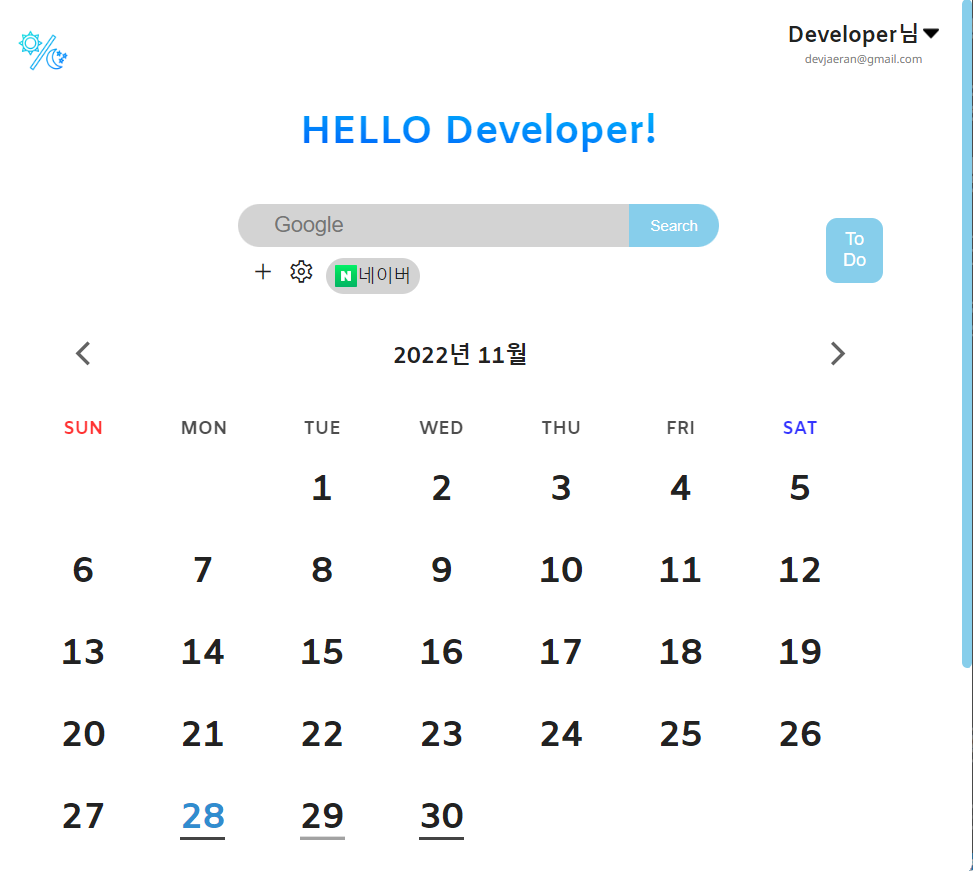 Developer님
devjaeran@gmail.com
HELLO Developer!
Google Search
To
Do
N 네이버
2022년 11월
SUN MON TUE WED THU FRI SAT
1 2 3 4 5
6 7 8 9 10 11 12
13 14 15 16 17 18 19
20 21 22 23 24 25 26
27 28 29 30